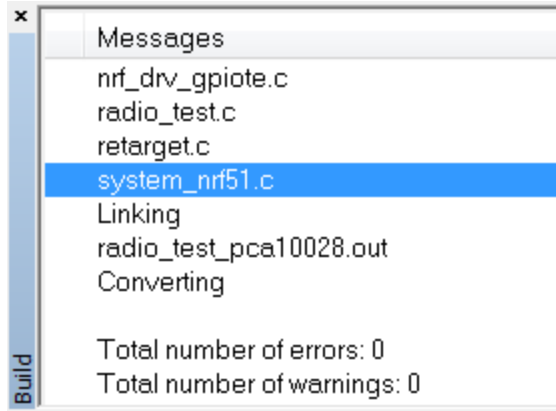 Messages
nrf_drv_gpiote.c
radio_test.c
retarget.c
system_nrf51.c
Linking
radio_test_pca10028.out
Converting
Total number of errors: 0
Total number of warnings: 0
Build